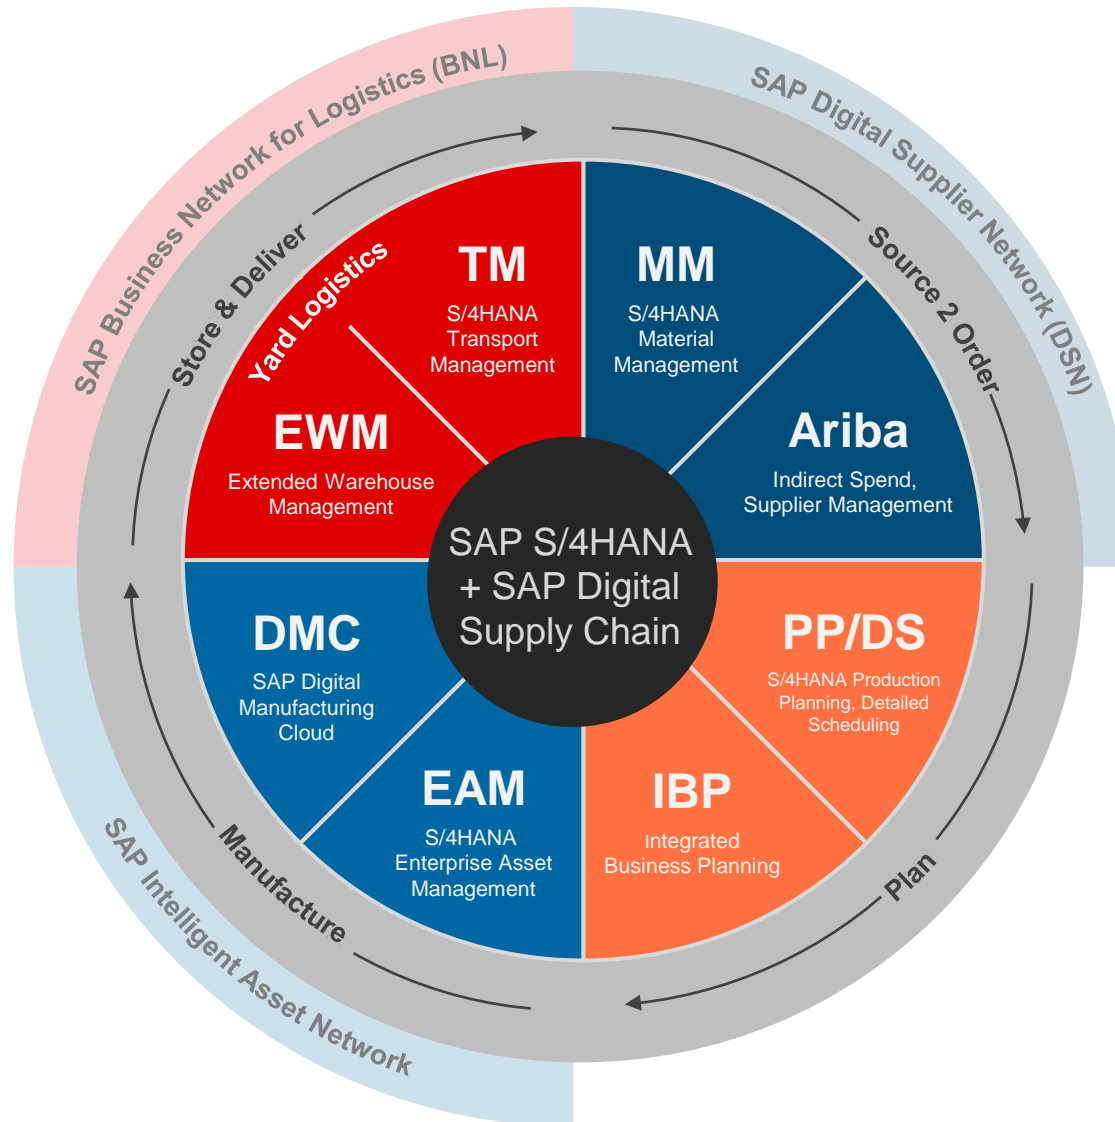 SAP Business Network for Logistics (BNL)
SAP Digital Supplier Network (DSN)
Store & Deliver
Source 2 Order
Yard Logistics
TM
S/4HANA
Transport
Management
MM
S/4HANA
Material
Management
EWM
Extended Warehouse
Management
Ariba
Indirect Spend,
Supplier Management
SAP S/4HANA
+ SAP Digital
Supply Chain
DMC
SAP Digital
Manufacturing
Cloud
PP/DS
S/4HANA Production
Planning, Detailed
Scheduling
EAM
S/4HANA
Enterprise Asset
Management
IBP
Integrated
Business Planning
Manufacture
Plan
SAP Intelligent Asset Network